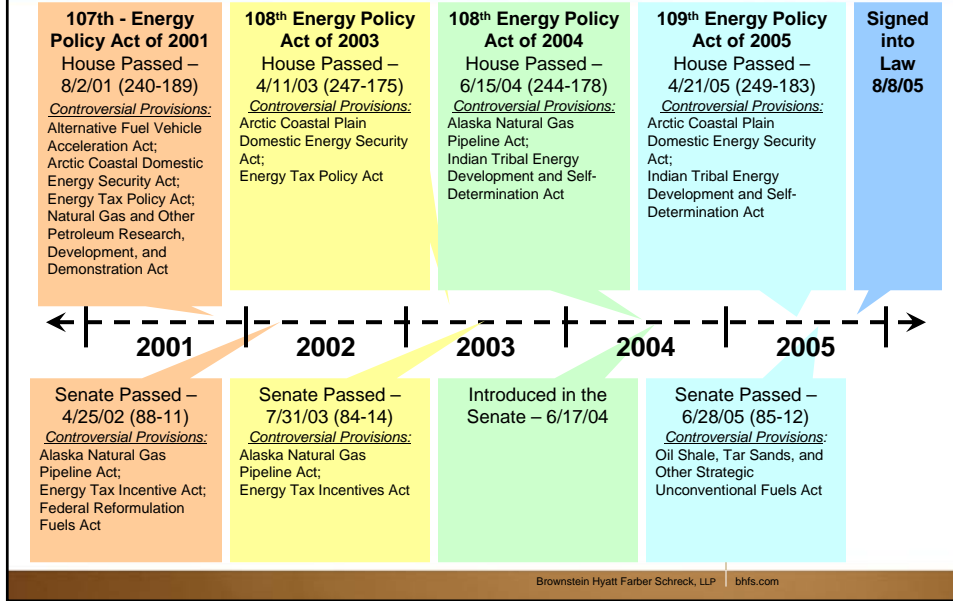 107th - Energy
Policy Act of 2001
House Passed –
8/2/01 (240-189)
Controversial Provisions:
Alternative Fuel Vehicle
Acceleration Act;
Arctic Coastal Domestic
Energy Security Act;
Energy Tax Policy Act;
Natural Gas and Other
Petroleum Research,
Development, and
Demonstration Act
108th Energy Policy
Act of 2003
House Passed –
4/11/03 (247-175)
Controversial Provisions:
Arctic Coastal Plain
Domestic Energy Security
Act;
Energy Tax Policy Act
108th Energy Policy
Act of 2004
House Passed –
6/15/04 (244-178)
Controversial Provisions:
Alaska Natural Gas
Pipeline Act;
Indian Tribal Energy
Development and Self-
Determination Act
109th Energy Policy
Act of 2005
House Passed –
4/21/05 (249-183)
Controversial Provisions:
Arctic Coastal Plain
Domestic Energy Security
Act;
Indian Tribal Energy
Development and Self-
Determination Act
Signed
into
Law
8/8/05
2001 2002 2003 2004 2005
Senate Passed –
4/25/02 (88-11)
Controversial Provisions:
Alaska Natural Gas
Pipeline Act;
Energy Tax Incentive Act;
Federal Reformulation
Fuels Act
Senate Passed –
7/31/03 (84-14)
Controversial Provisions:
Alaska Natural Gas
Pipeline Act;
Energy Tax Incentives Act
Introduced in the
Senate – 6/17/04
Senate Passed –
6/28/05 (85-12)
Controversial Provisions:
Oil Shale, Tar Sands, and
Other Strategic
Unconventional Fuels Act
Brownstein Hyatt Farber Schreck, LLP | bhfs.com